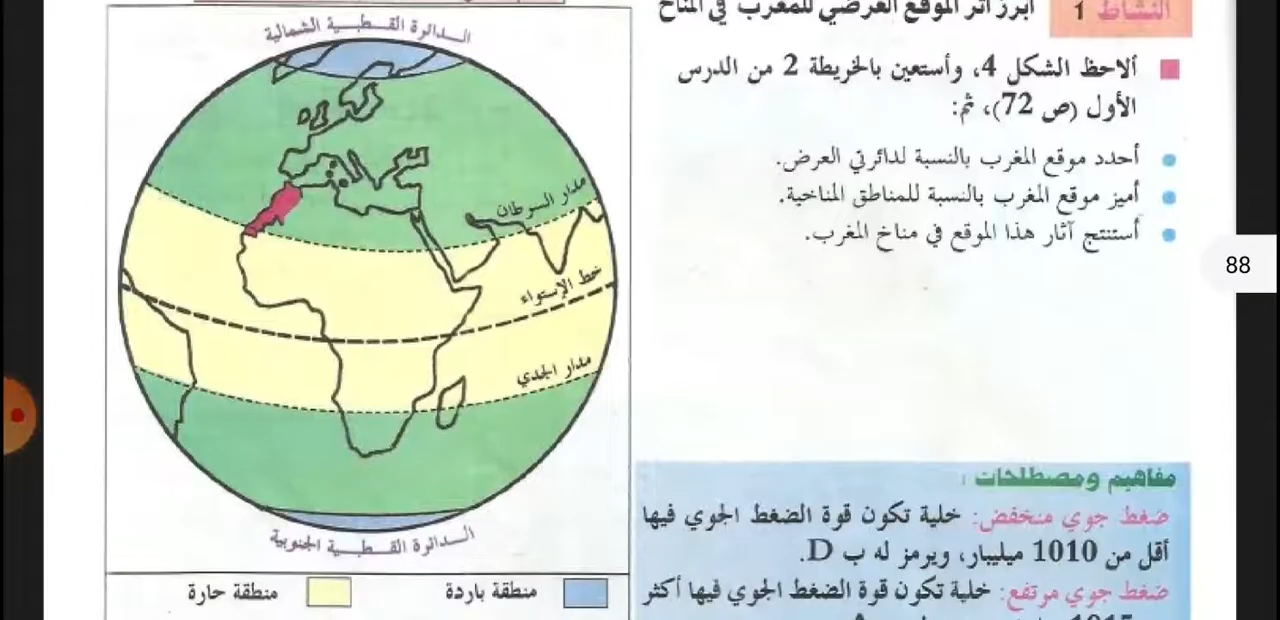 النشاط 1 أبرز أثر الموقع العرضي للمغرب في المناخ
ألاحظ الشكل 4، وأستعين بالخريطة 2 من الدرس
الأول (ص 72)، ثم:
أحدد موقع المغرب بالنسبة لدائرتي العرض.
أميز موقع المغرب بالنسبة للمناطق المناخية.
أستنتج آثار هذا الموقع في مناخ المغرب.
88
مفاهيم ومصطلحات :
ضغط جوي منخفض: خلية تكون قوة الضغط الجوي فيها
أقل من 1010 ميليبار، ويرمز له ب D.
ضغط جوي مرتفع: خلية تكون قوة الضغط الجوي فيها أكثر
الدائرة القطبية الشمالية
مدار السرطان
خط الإستواء
مدار الجدي
الدائرة القطبية الجنوبية
منطقة باردة
منطقة حارة